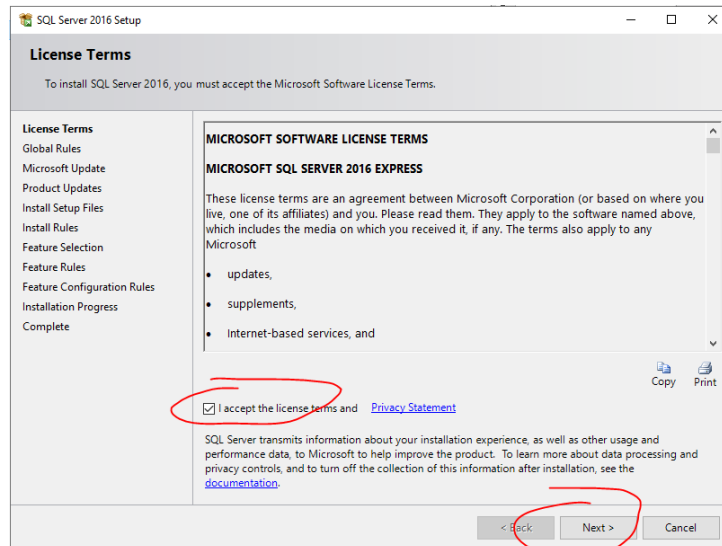 SQL Server 2016 Setup
License Terms
To install SQL Server 2016, you must accept the Microsoft Software License Terms.
License Terms
Global Rules
Microsoft Update
Product Updates
Install Setup Files
Install Rules
Feature Selection
Feature Rules
Feature Configuration Rules
Installation Progress
Complete
MICROSOFT SOFTWARE LICENSE TERMS
MICROSOFT SQL SERVER 2016 EXPRESS
These license terms are an agreement between Microsoft Corporation (or based on where you
live, one of its affiliates) and you. Please read them. They apply to the software named above,
which includes the media on which you received it, if any. The terms also apply to any
Microsoft
• updates,
• supplements,
• Internet-based services, and
Copy Print
I accept the license terms and Privacy Statement
SQL Server transmits information about your installation experience, as well as other usage and
performance data, to Microsoft to help improve the product. To learn more about data processing and
privacy controls, and to turn off the collection of this information after installation, see the
documentation.
< Back Next > Cancel